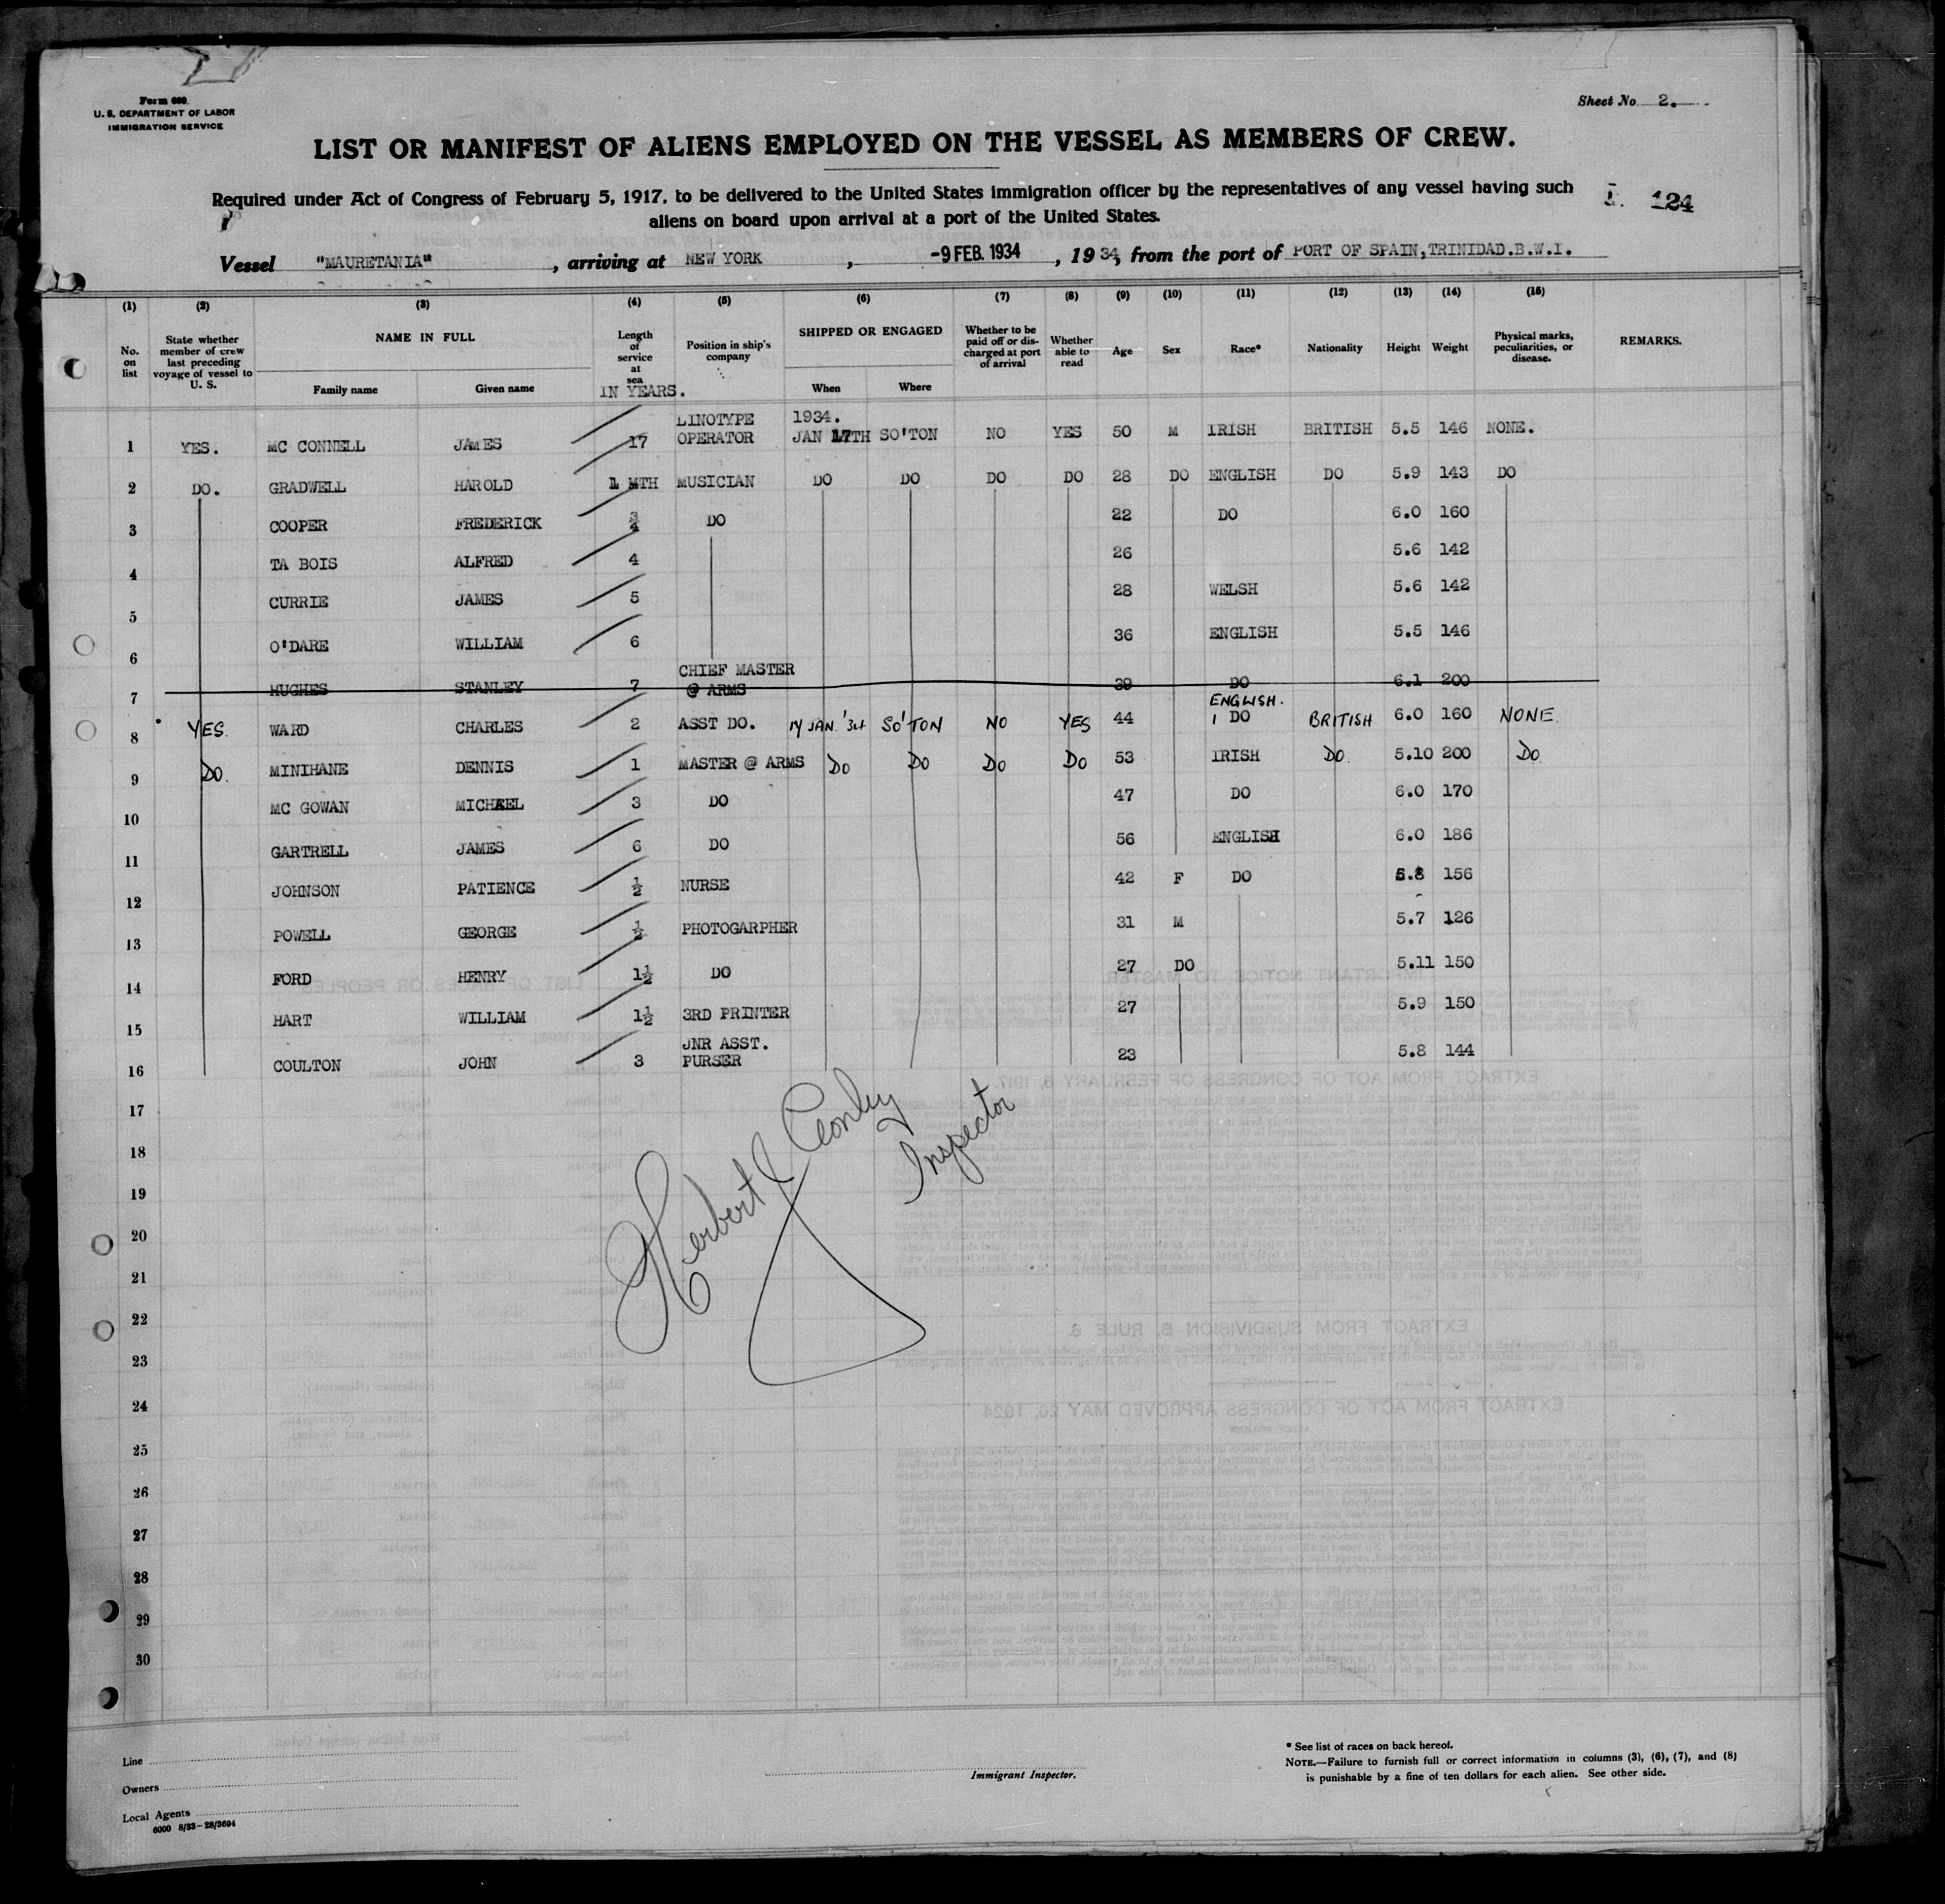 Form 689.
U. S. DEPARTMENT OF LABOR
IMMIGRATION SERVICE
Sheet No. 2.
LIST OR MANIFEST OF ALIENS EMPLOYED ON THE VESSEL AS MEMBERS OF CREW.
Required under Act of Congress of February 5, 1917, to be delivered to the United States immigration officer by the representatives of any vessel having such
aliens on board upon arrival at a port of the United States.
124
Vessel "MAURETANIA", arriving at NEW YORK, -9 FEB. 1934, 1934, from the port of PORT OF SPAIN,TRINIDAD.B.W.I.
(1) (2) (3) (4) (5) (6) (7) (8) (9) (10) (11) (12) (13) (14) (15)
No. on list State whether member of crew last preceding voyage of vessel to U. S. NAME IN FULL Family name Given name Length of service at sea IN YEARS. Position in ship's company SHIPPED OR ENGAGED When Where Whether to be paid off or discharged at port of arrival Whether able to read Age Sex Race* Nationality Height Weight Physical marks, peculiarities, or disease. REMARKS.
1 YES. MC CONNELL JAMES 17 LINOTYPE OPERATOR 1934. JAN 17TH SO'TON NO YES 50 M IRISH BRITISH 5.5 146 NONE.
2 DO. GRADWELL HAROLD 1 MTH MUSICIAN DO DO DO DO 28 DO ENGLISH DO 5.9 143 DO
3 COOPER FREDERICK 3/4 DO 22 DO 6.0 160
4 TA BOIS ALFRED 4 26 5.6 142
5 CURRIE JAMES 5 28 WELSH 5.6 142
6 O'DARE WILLIAM 6 36 ENGLISH 5.5 146
7 HUGHES STANLEY 7 CHIEF MASTER @ ARMS 39 DO 6.1 200
8 YES. WARD CHARLES 2 ASST DO. 17 JAN '34 SO'TON NO YES 44 ENGLISH. DO BRITISH 6.0 160 NONE.
9 DO. MINIHANE DENNIS 1 MASTER @ ARMS DO DO DO DO 53 IRISH DO. 5.10 200 DO
10 MC GOWAN MICHAEL 3 DO 47 DO 6.0 170
11 GARTRELL JAMES 6 DO 56 ENGLISH 6.0 186
12 JOHNSON PATIENCE 1/2 NURSE 42 F DO 5.8 156
13 POWELL GEORGE 1/2 PHOTOGARPHER 31 M 5.7 126
14 FORD HENRY 1½ DO 27 DO 5.11 150
15 HART WILLIAM 1½ 3RD PRINTER 27 5.9 150
16 COULTON JOHN 3 JNR ASST. PURSER 23 5.8 144
17
18
19
20
21
22
23
24
25
26
27
28
29
30
Herbert J Conley
Inspector
Line
Owners
Local Agents
6000 8/33-28/3694
Immigrant Inspector.
* See list of races on back hereof.
NOTE.—Failure to furnish full or correct information in columns (3), (6), (7), and (8)
is punishable by a fine of ten dollars for each alien. See other side.